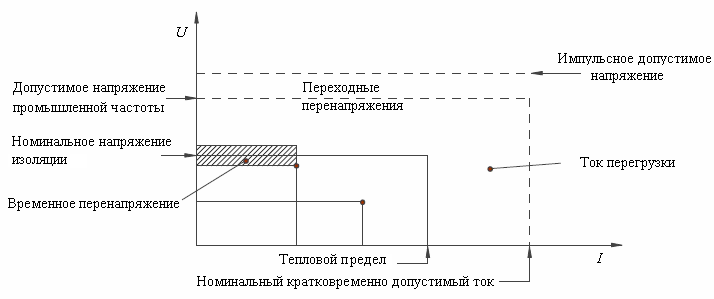 U
Импульсное допустимое
напряжение
Допустимое напряжение
промышленной частоты
Переходные
перенапряжения
Номинальное напряжение
изоляции
Ток перегрузки
Временное перенапряжение
Тепловой предел
I
Номинальный кратковременно допустимый ток